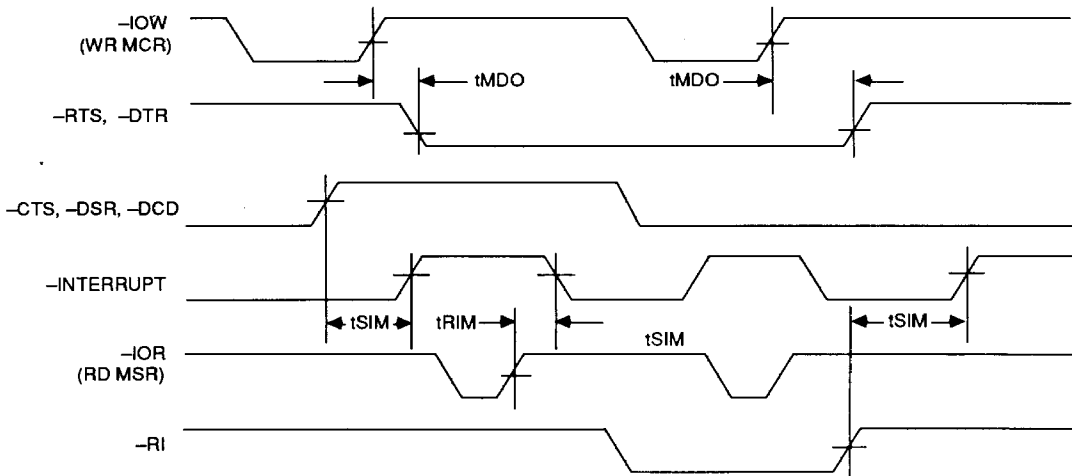 –IOW
(WR MCR)
tMDO
tMDO
–RTS, –DTR
–CTS, –DSR, –DCD
–INTERRUPT
tSIM
tRIM
tSIM
tSIM
–IOR
(RD MSR)
–RI